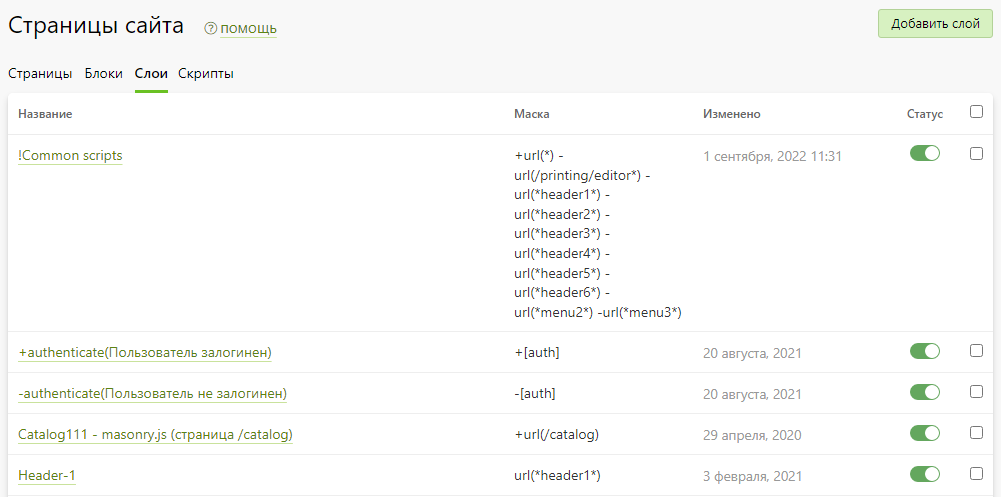 Страницы сайта
? помощь
Добавить слой
Страницы Блоки Слои Скрипты
Название Маска Изменено Статус
!Common scripts +url(*) - 1 сентября, 2022 11:31
url(/printing/editor*) -
url(*header1*) -
url(*header2*) -
url(*header3*) -
url(*header4*) -
url(*header5*) -
url(*header6*) -
url(*menu2*) -url(*menu3*)
+authenticate(Пользователь залогинен) +[auth] 20 августа, 2021
-authenticate(Пользователь не залогинен) -[auth] 20 августа, 2021
Catalog111 - masonry.js (страница /catalog) +url(/catalog) 29 апреля, 2020
Header-1 url(*header1*) 3 февраля, 2021